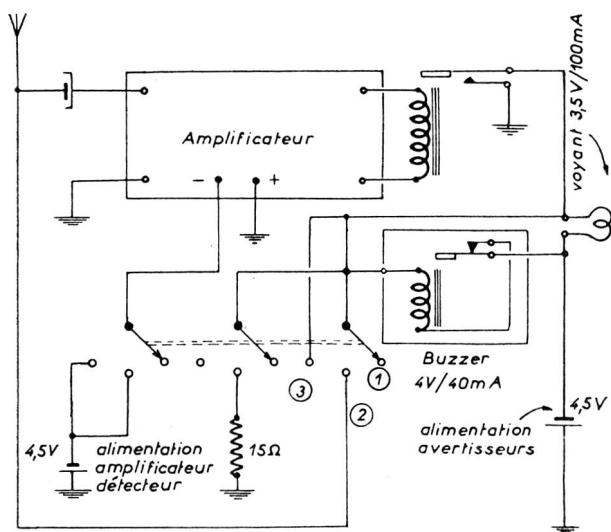 Amplificateur
−
+
voyant 3,5V/100mA
Buzzer
4V/40mA
①
③
②
4,5V
alimentation
amplificateur
détecteur
15Ω
4,5V
alimentation
avertisseurs